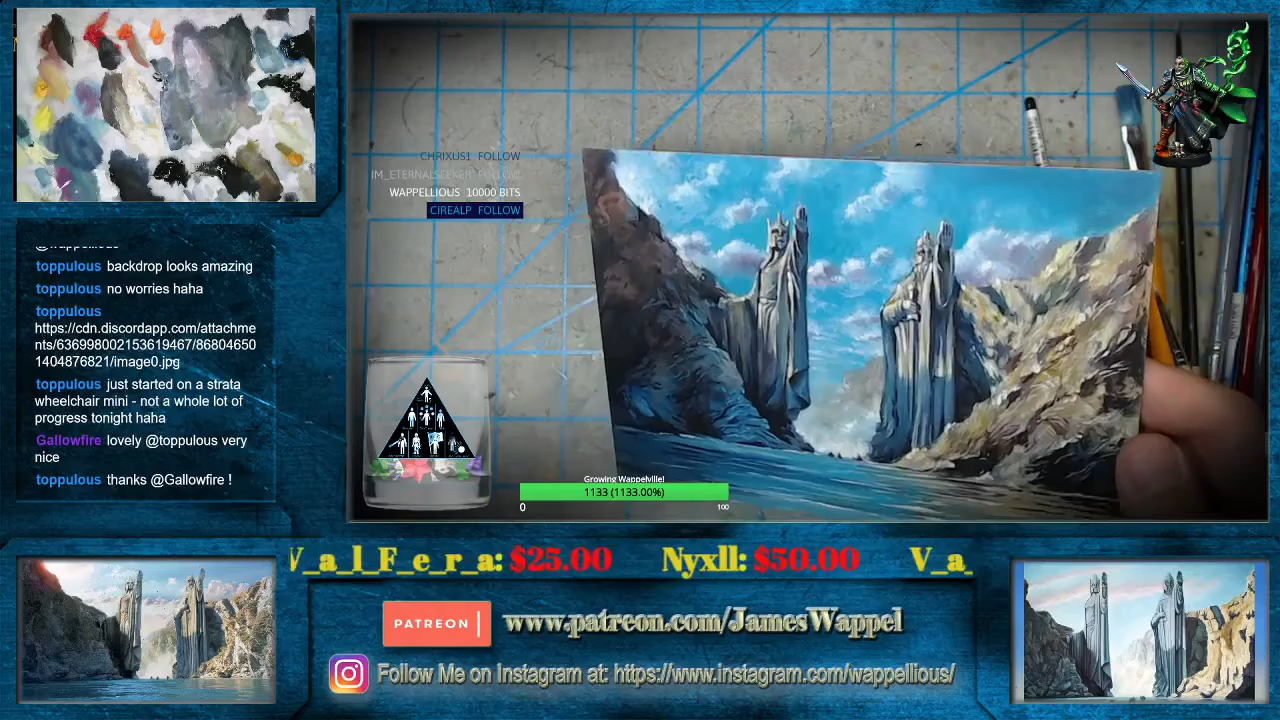 CHRIXUS1 FOLLOW
IM_ETERNALSEEKER FOLLOW
WAPPELLIOUS 10000 BITS
CIREALP FOLLOW
@wappellious
toppulous backdrop looks amazing
toppulous no worries haha
toppulous
https://cdn.discordapp.com/attachme
nts/636998002153619467/86804650
1404876821/image0.jpg
toppulous just started on a strata
wheelchair mini - not a whole lot of
progress tonight haha
Gallowfire lovely @toppulous very
nice
toppulous thanks @Gallowfire !
Growing Wappelville!
1133 (1133.00%)
0 100
V_a_l_F_e_r_a: $25.00 Nyxll: $50.00 V_a_
PATREON www.patreon.com/JamesWappel
Follow Me on Instagram at: https://www.instagram.com/wappellious/